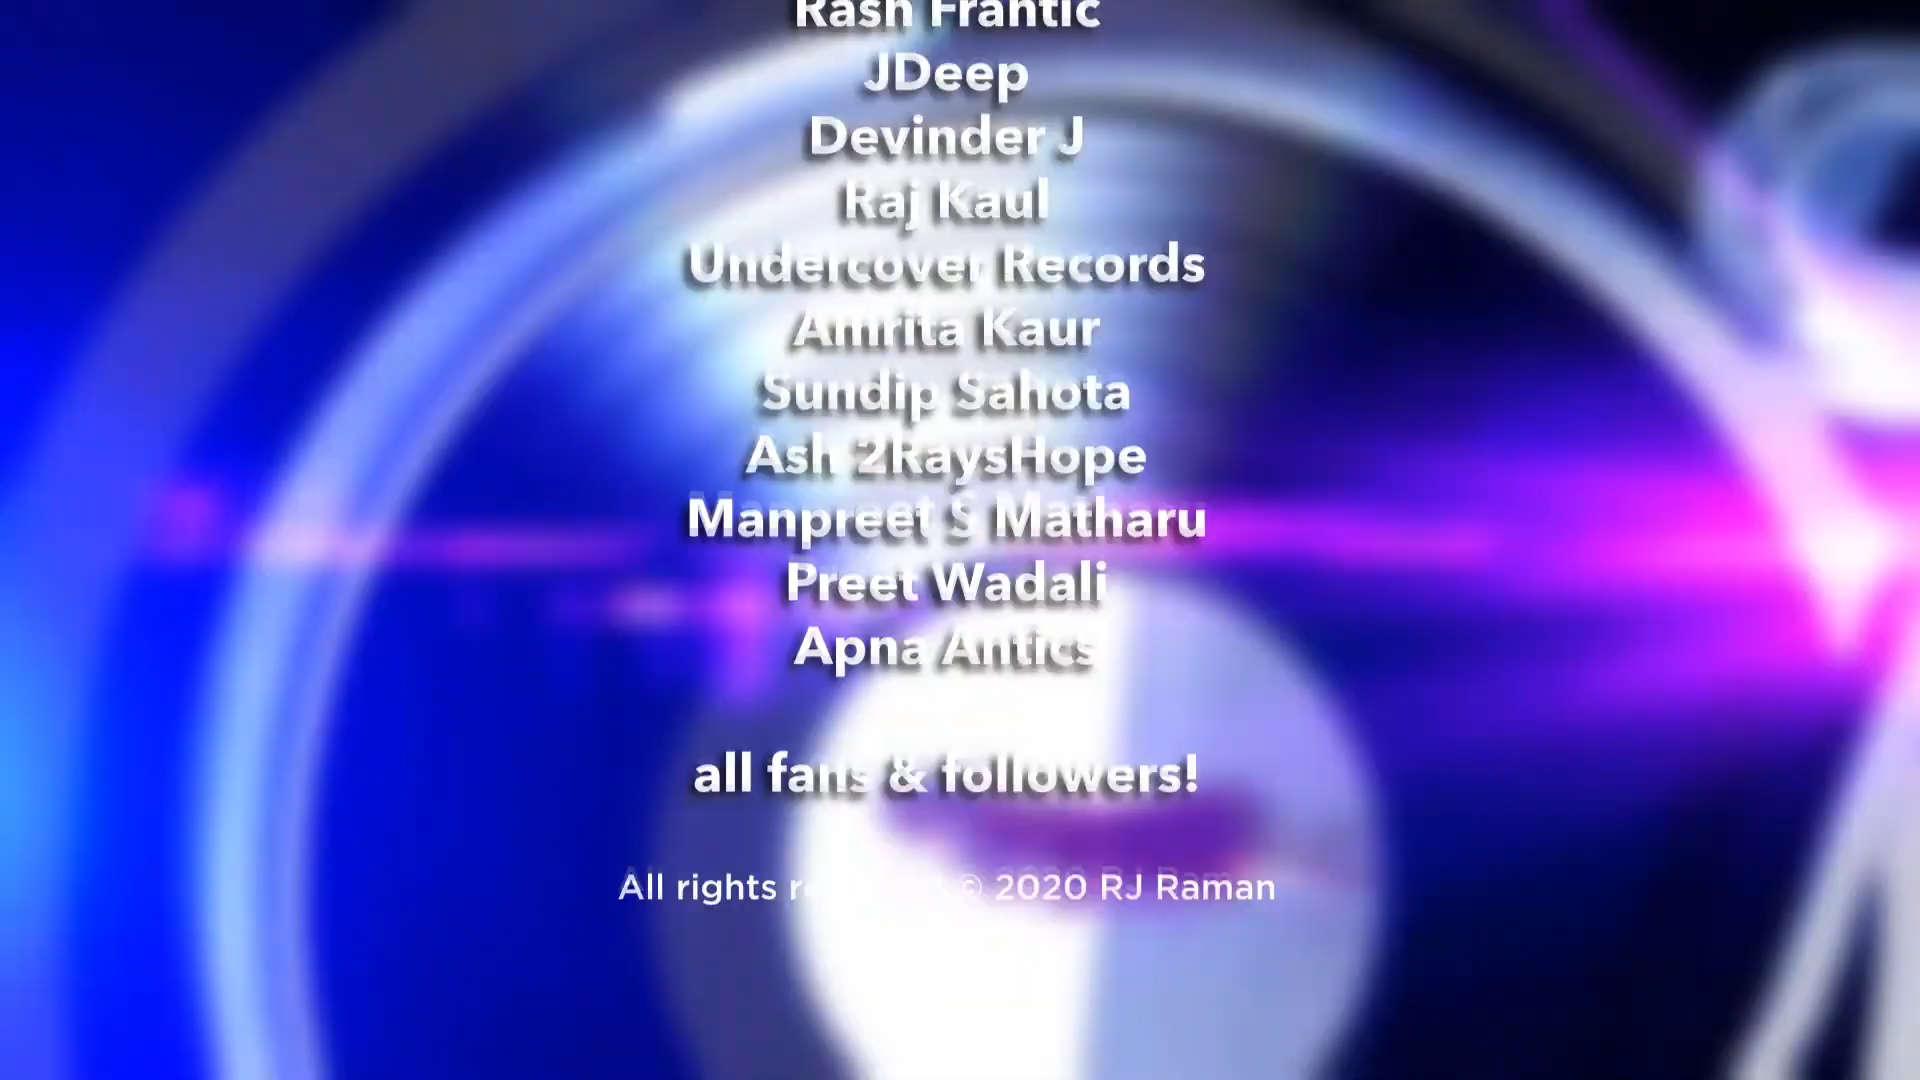 Rash Frantic
JDeep
Devinder J
Raj Kaul
Undercover Records
Amrita Kaur
Sundip Sahota
Ash 2RaysHope
Manpreet S Matharu
Preet Wadali
Apna Antics
all fans & followers!
All rights © 2020 RJ Raman